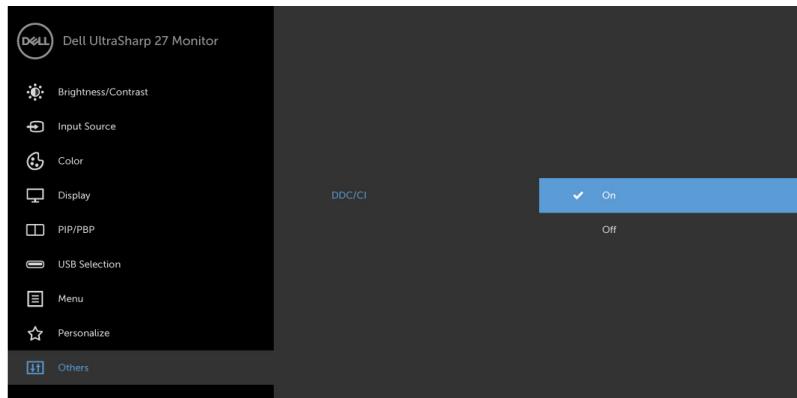 DELL
Dell UltraSharp 27 Monitor
Brightness/Contrast
Input Source
Color
Display
PIP/PBP
USB Selection
Menu
Personalize
Others
DDC/CI
On
Off